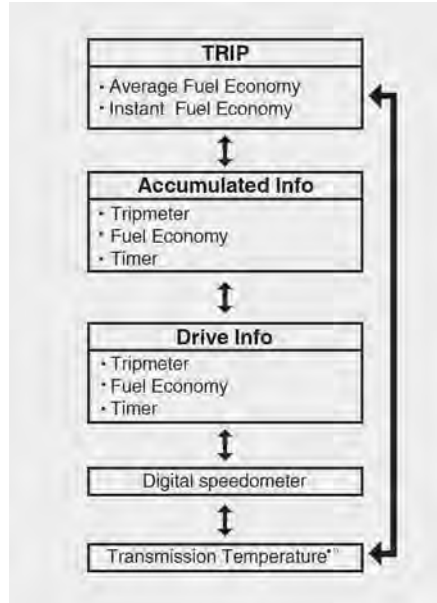 TRIP
• Average Fuel Economy
• Instant Fuel Economy
Accumulated Info
• Tripmeter
• Fuel Economy
• Timer
Drive Info
• Tripmeter
• Fuel Economy
• Timer
Digital speedometer
Transmission Temperature